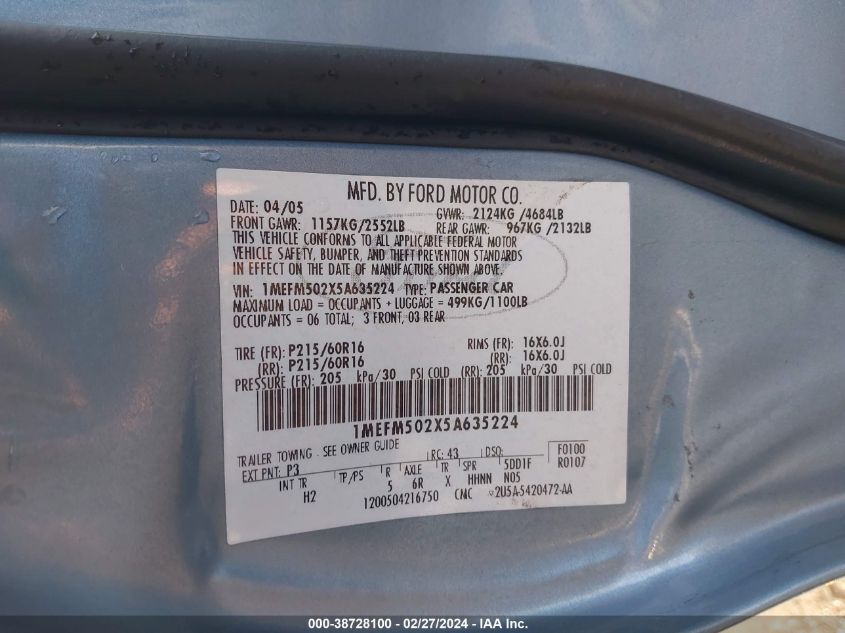 MFD. BY FORD MOTOR CO.
DATE: 04/05 GVWR: 2124KG /4684LB
FRONT GAWR: 1157KG/2552LB REAR GAWR: 967KG /2132LB
THIS VEHICLE CONFORMS TO ALL APPLICABLE FEDERAL MOTOR
VEHICLE SAFETY, BUMPER, AND THEFT PREVENTION STANDARDS
IN EFFECT ON THE DATE OF MANUFACTURE SHOWN ABOVE.
VIN: 1MEFM502X5A635224 TYPE: PASSENGER CAR
MAXIMUM LOAD = OCCUPANTS + LUGGAGE = 499KG/1100LB
OCCUPANTS = 06 TOTAL; 3 FRONT, 03 REAR
TIRE (FR): P215/60R16 RIMS (FR): 16X6.0J
(RR): P215/60R16 (RR): 16X6.0J
PRESSURE (FR): 205 kPa/30 PSI COLD (RR): 205 kPa/30 PSI COLD
1MEFM502X5A635224
TRAILER TOWING - SEE OWNER GUIDE RC: 43 DSO: F0100
EXT PNT: P3 5DD1F R0107
INT TR TP/PS R AXLE TR SPR N05
H2 5 6R X HHNN
1200504216750 CMC 2U5A-5420472-AA
000-38728100 - 02/27/2024 - IAA Inc.